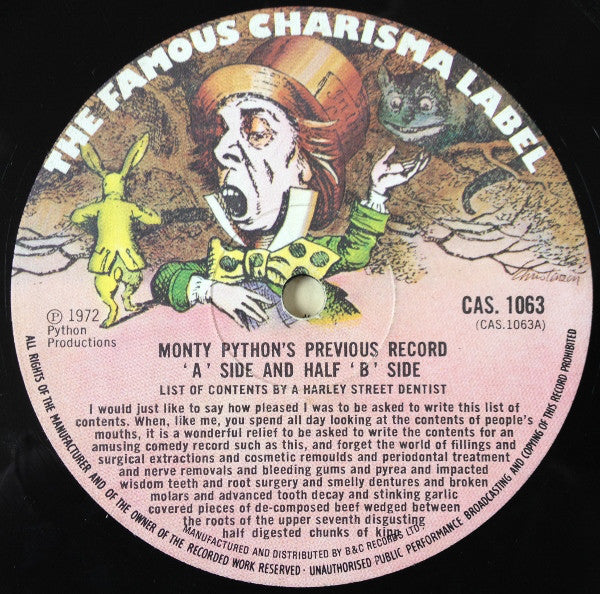 THE FAMOUS CHARISMA LABEL
Christensen
℗ 1972
Python
Productions
CAS. 1063
(CAS.1063A)
MONTY PYTHON'S PREVIOUS RECORD
'A' SIDE AND HALF 'B' SIDE
LIST OF CONTENTS BY A HARLEY STREET DENTIST
I would just like to say how pleased I was to be asked to write this list of
contents. When, like me, you spend all day looking at the contents of people's
mouths, it is a wonderful relief to be asked to write the contents for an
amusing comedy record such as this, and forget the world of fillings and
surgical extractions and cosmetic remoulds and periodontal treatment
and nerve removals and bleeding gums and pyrea and impacted
wisdom teeth and root surgery and smelly dentures and broken
molars and advanced tooth decay and stinking garlic
covered pieces of de-composed beef wedged between
the roots of the upper seventh disgusting
half digested chunks of king
MANUFACTURED AND DISTRIBUTED BY B&C RECORDS LTD.
ALL RIGHTS OF THE MANUFACTURER AND OF THE OWNER OF THE RECORDED WORK RESERVED · UNAUTHORISED PUBLIC PERFORMANCE BROADCASTING AND COPYING OF THIS RECORD PROHIBITED